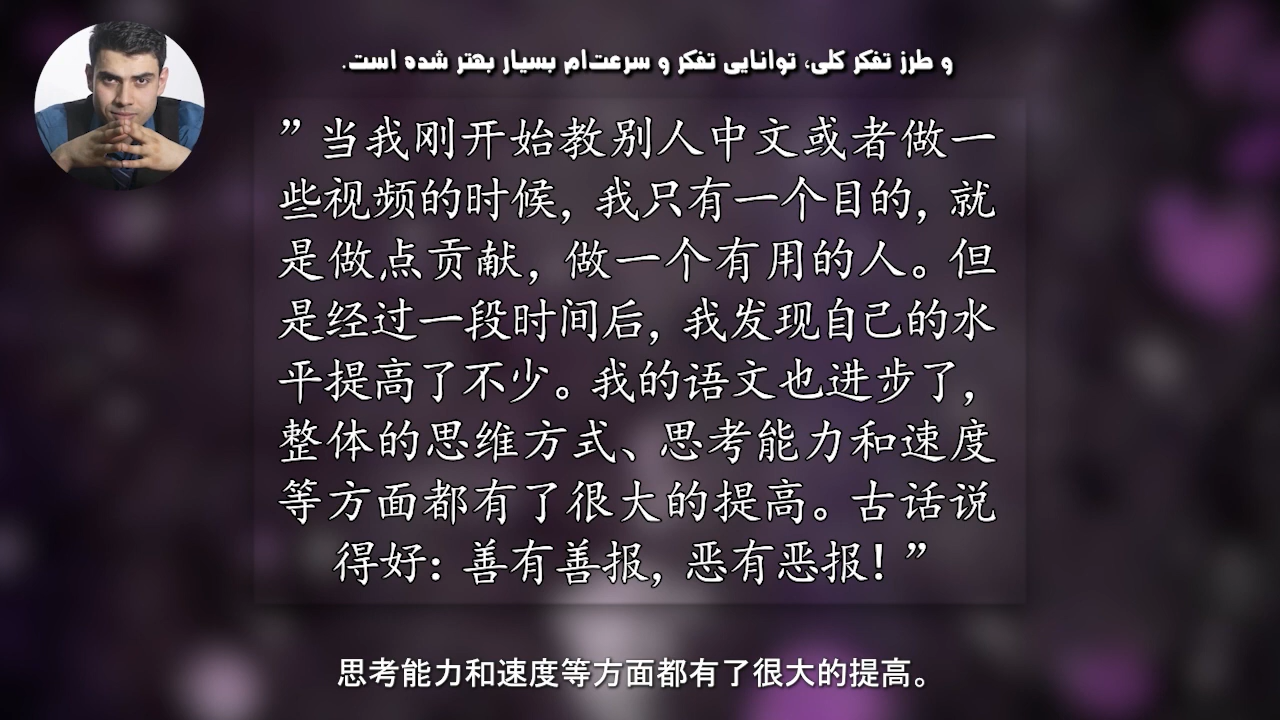 و طرز تفکر کلی، توانایی تفکر و سرعت‌ام بسیار بهتر شده است.
”当我刚开始教别人中文或者做一
些视频的时候，我只有一个目的，就
是做点贡献，做一个有用的人。但
是经过一段时间后，我发现自己的水
平提高了不少。我的语文也进步了，
整体的思维方式、思考能力和速度
等方面都有了很大的提高。古话说
得好：善有善报，恶有恶报！”
思考能力和速度等方面都有了很大的提高。